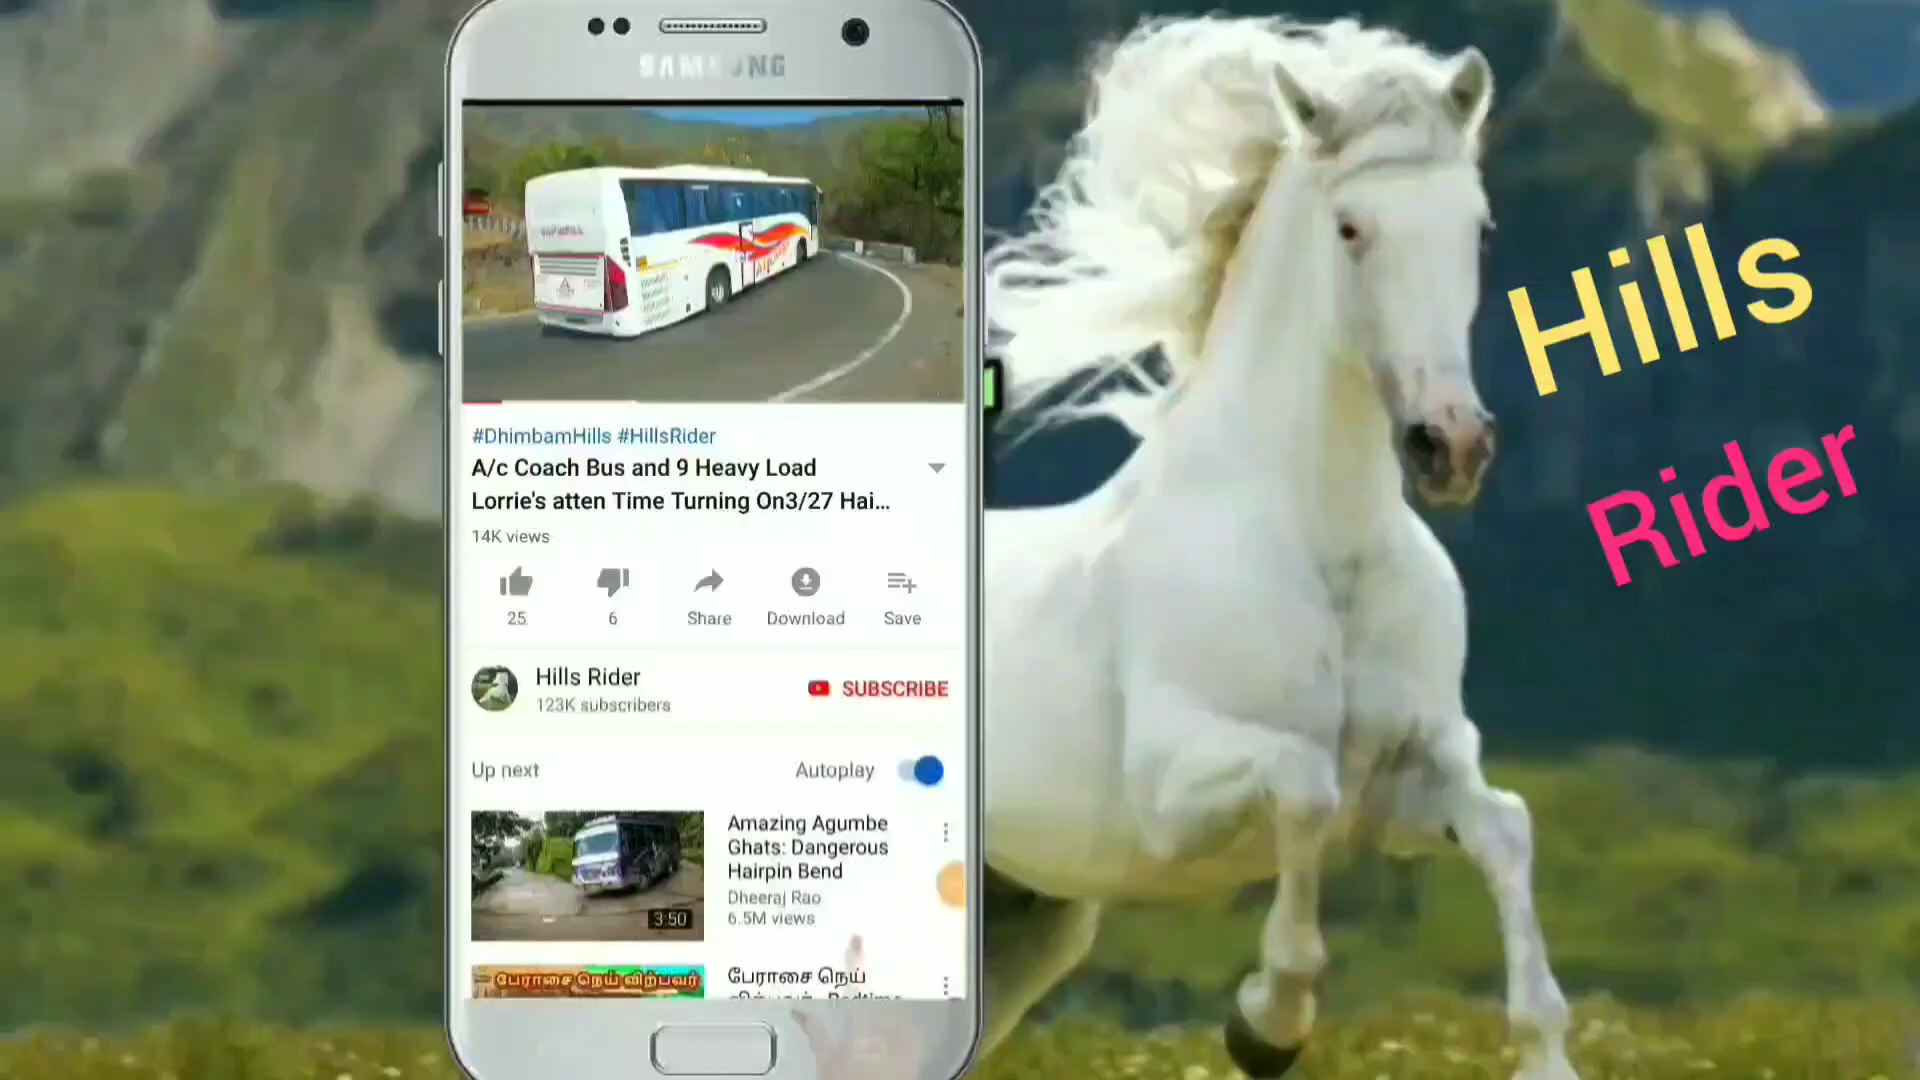 SAMSUNG
#DhimbamHills #HillsRider
A/c Coach Bus and 9 Heavy Load
Lorrie's atten Time Turning On3/27 Hai...
14K views
25
6
Share
Download
Save
Hills Rider
123K subscribers
SUBSCRIBE
Up next
Autoplay
3:50
Amazing Agumbe
Ghats: Dangerous
Hairpin Bend
Dheeraj Rao
6.5M views
பேராசை நெய் விற்பவர்
பேராசை நெய்
Hills
Rider